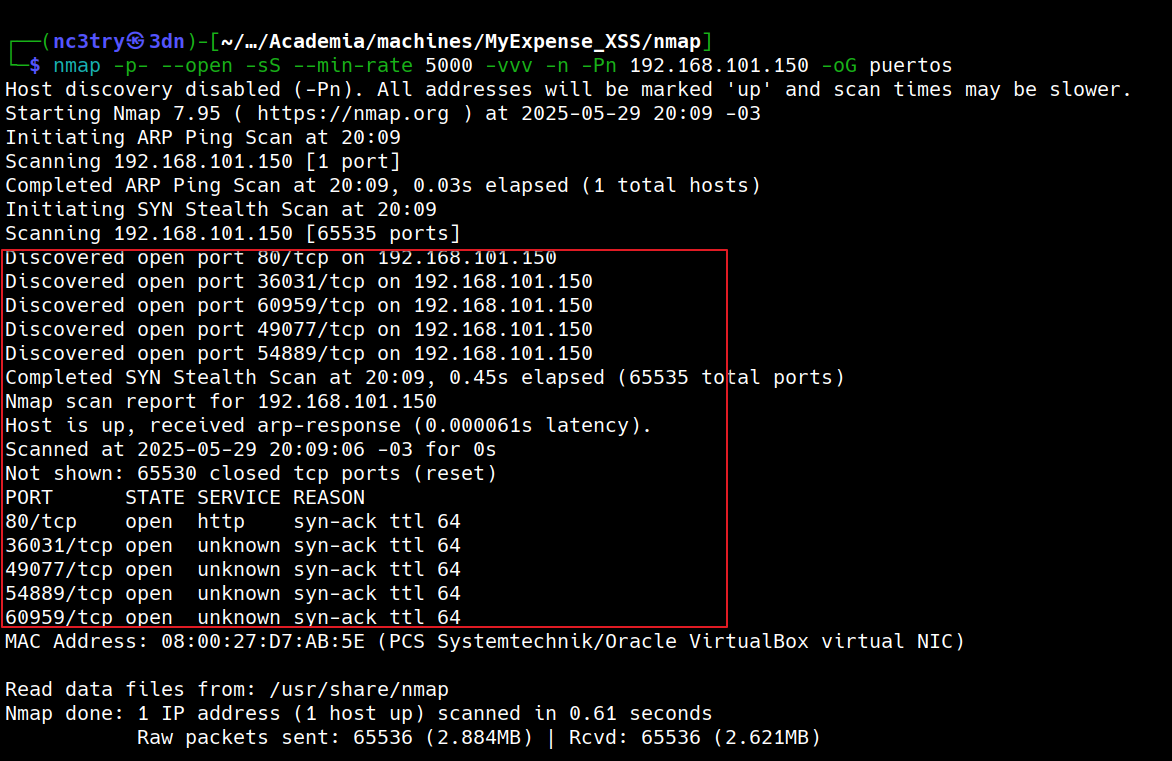 ┌──(nc3try㉿3dn)-[~/…/Academia/machines/MyExpense_XSS/nmap]
└─$ nmap -p- --open -sS --min-rate 5000 -vvv -n -Pn 192.168.101.150 -oG puertos
Host discovery disabled (-Pn). All addresses will be marked 'up' and scan times may be slower.
Starting Nmap 7.95 ( https://nmap.org ) at 2025-05-29 20:09 -03
Initiating ARP Ping Scan at 20:09
Scanning 192.168.101.150 [1 port]
Completed ARP Ping Scan at 20:09, 0.03s elapsed (1 total hosts)
Initiating SYN Stealth Scan at 20:09
Scanning 192.168.101.150 [65535 ports]
Discovered open port 80/tcp on 192.168.101.150
Discovered open port 36031/tcp on 192.168.101.150
Discovered open port 60959/tcp on 192.168.101.150
Discovered open port 49077/tcp on 192.168.101.150
Discovered open port 54889/tcp on 192.168.101.150
Completed SYN Stealth Scan at 20:09, 0.45s elapsed (65535 total ports)
Nmap scan report for 192.168.101.150
Host is up, received arp-response (0.000061s latency).
Scanned at 2025-05-29 20:09:06 -03 for 0s
Not shown: 65530 closed tcp ports (reset)
PORT      STATE SERVICE REASON
80/tcp    open  http    syn-ack ttl 64
36031/tcp open  unknown syn-ack ttl 64
49077/tcp open  unknown syn-ack ttl 64
54889/tcp open  unknown syn-ack ttl 64
60959/tcp open  unknown syn-ack ttl 64
MAC Address: 08:00:27:D7:AB:5E (PCS Systemtechnik/Oracle VirtualBox virtual NIC)
Read data files from: /usr/share/nmap
Nmap done: 1 IP address (1 host up) scanned in 0.61 seconds
Raw packets sent: 65536 (2.884MB) | Rcvd: 65536 (2.621MB)